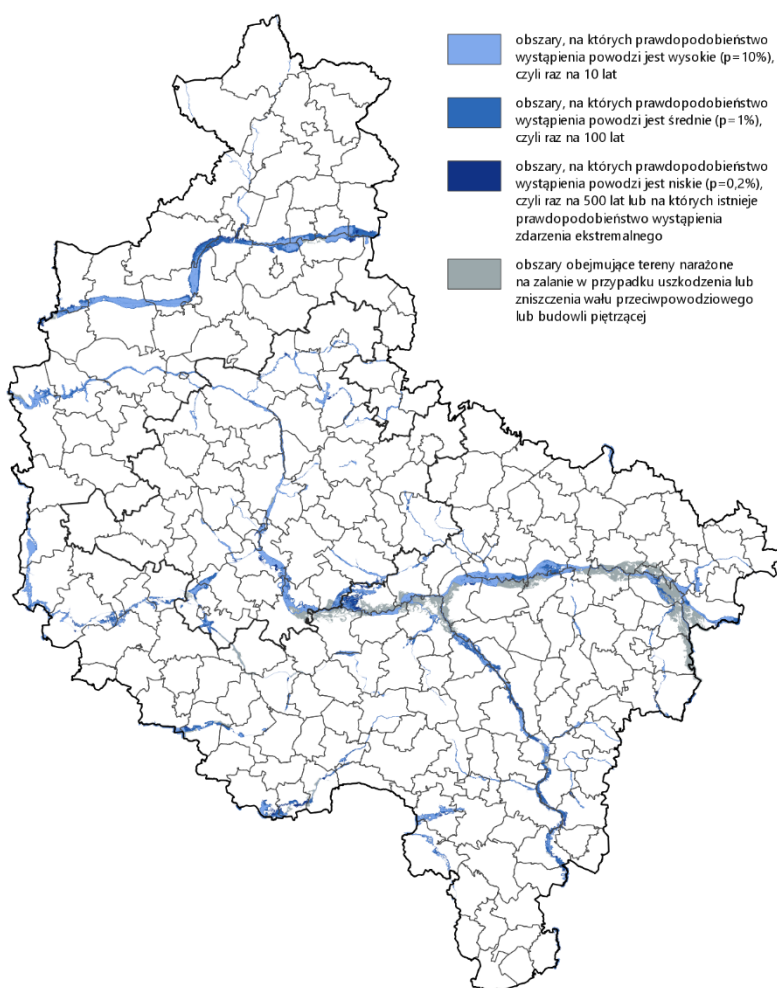 obszary, na których prawdopodobieństwo
wystąpienia powodzi jest wysokie (p=10%),
czyli raz na 10 lat
obszary, na których prawdopodobieństwo
wystąpienia powodzi jest średnie (p=1%),
czyli raz na 100 lat
obszary, na których prawdopodobieństwo
wystąpienia powodzi jest niskie (p=0,2%),
czyli raz na 500 lat lub na których istnieje
prawdopodobieństwo wystąpienia
zdarzenia ekstremalnego
obszary obejmujące tereny narażone
na zalanie w przypadku uszkodzenia lub
zniszczenia wału przeciwpowodziowego
lub budowli piętrzącej